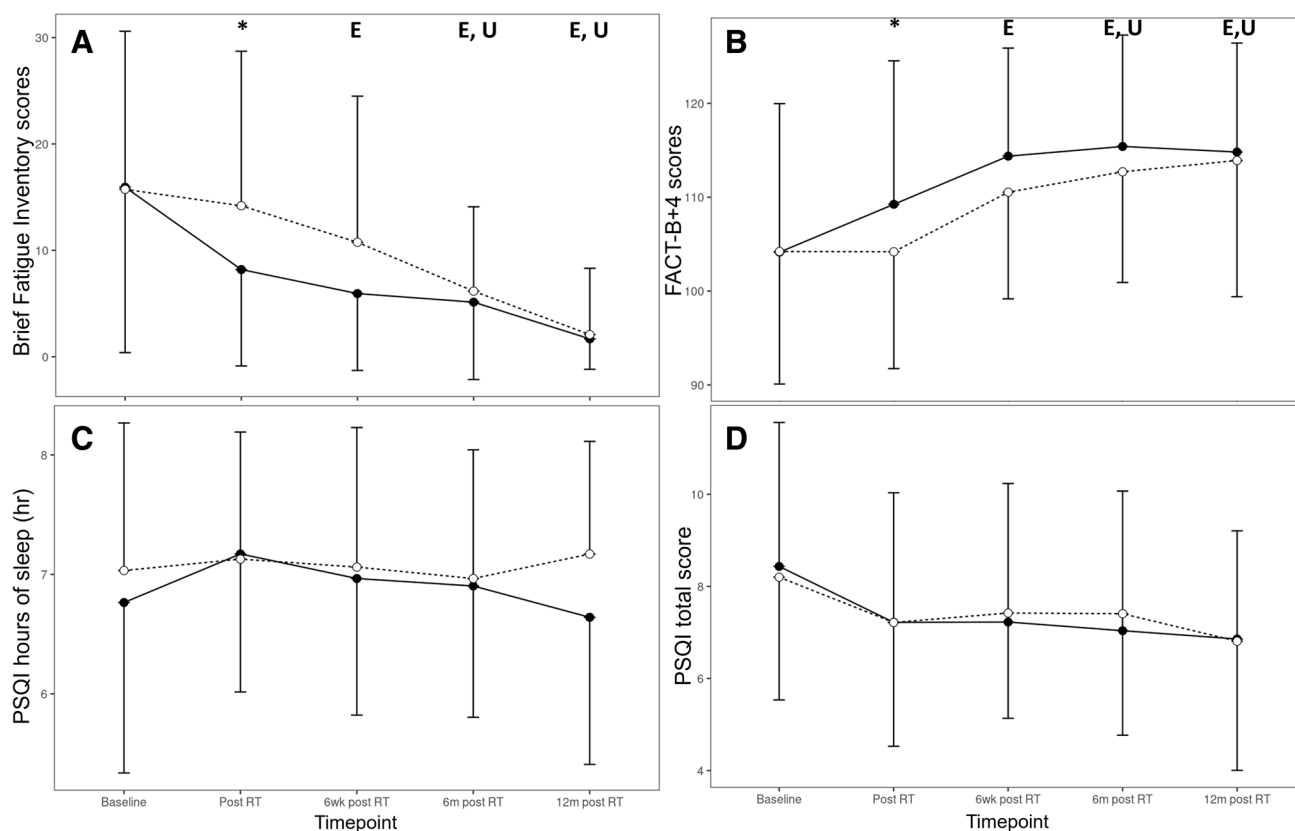 A
*
E
E, U
E, U
Brief Fatigue Inventory scores
30
20
10
0
B
*
E
E, U
E,U
FACT-B+4 scores
120
110
100
90
C
PSQI hours of sleep (hr)
8
7
6
Baseline
Post RT
6wk post RT
6m post RT
12m post RT
Timepoint
D
PSQI total score
10
8
6
4
Baseline
Post RT
6wk post RT
6m post RT
12m post RT
Timepoint